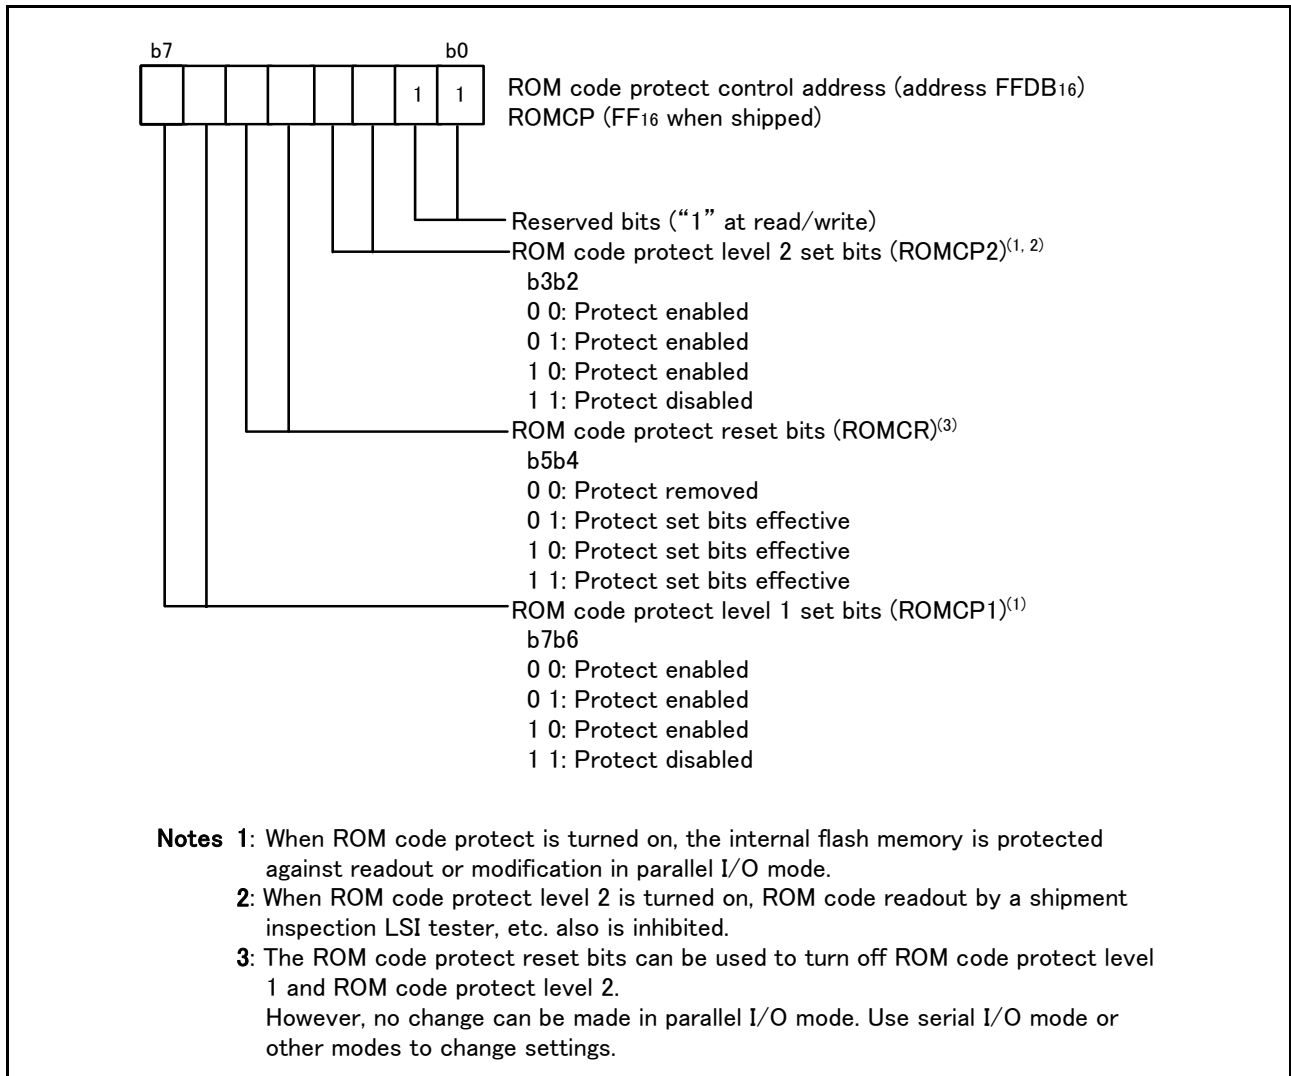 b7 b0
1 1
ROM code protect control address (address FFDB16)
ROMCP (FF16 when shipped)
Reserved bits (“1” at read/write)
ROM code protect level 2 set bits (ROMCP2)(1, 2)
b3b2
0 0: Protect enabled
0 1: Protect enabled
1 0: Protect enabled
1 1: Protect disabled
ROM code protect reset bits (ROMCR)(3)
b5b4
0 0: Protect removed
0 1: Protect set bits effective
1 0: Protect set bits effective
1 1: Protect set bits effective
ROM code protect level 1 set bits (ROMCP1)(1)
b7b6
0 0: Protect enabled
0 1: Protect enabled
1 0: Protect enabled
1 1: Protect disabled
Notes 1: When ROM code protect is turned on, the internal flash memory is protected
against readout or modification in parallel I/O mode.
2: When ROM code protect level 2 is turned on, ROM code readout by a shipment
inspection LSI tester, etc. also is inhibited.
3: The ROM code protect reset bits can be used to turn off ROM code protect level
1 and ROM code protect level 2.
However, no change can be made in parallel I/O mode. Use serial I/O mode or
other modes to change settings.